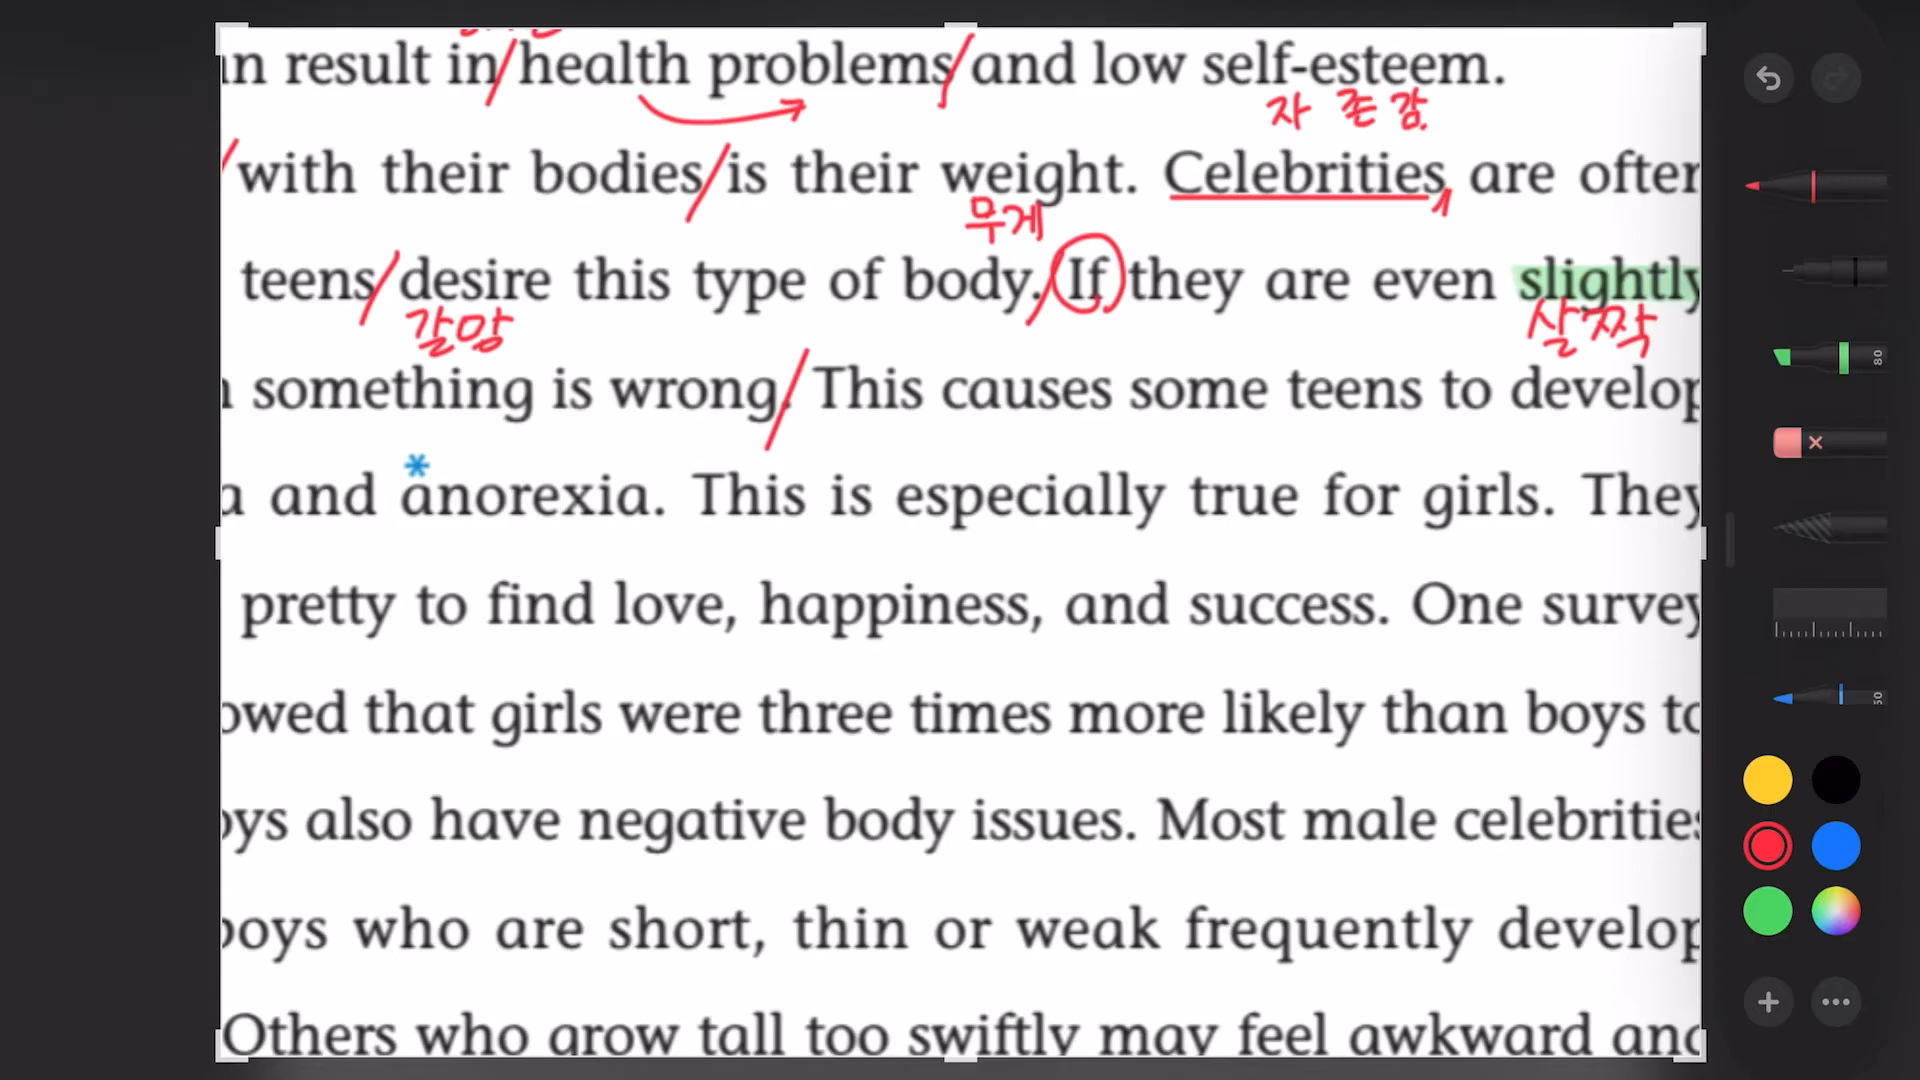 result in health problems and low self-esteem.
자존감
with their bodies is their weight. Celebrities, are
무게
teens desire this type of body. If they are even slightly
갈망
살짝
something is wrong. This causes some teens to develop
and *anorexia. This is especially true for girls. They
pretty to find love, happiness, and success. One survey
that girls were three times more likely than boys to
also have negative body issues. Most male celebrities
boys who are short, thin or weak frequently develop
Others who grow tall too swiftly may feel awkward and
80
50